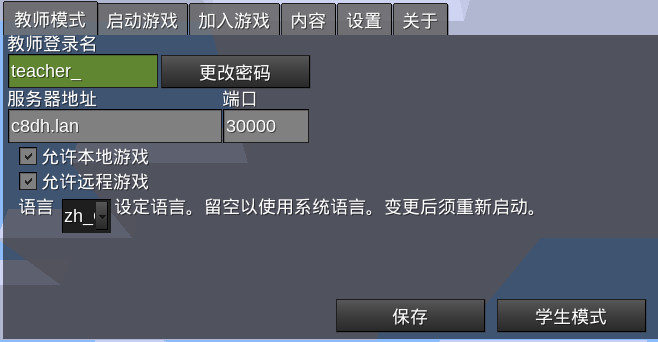 教师模式 启动游戏 加入游戏 内容 设置 关于
教师登录名
teacher_ 更改密码
服务器地址 端口
c8dh.lan 30000
允许本地游戏
允许远程游戏
语言 zh_ 设定语言。留空以使用系统语言。变更后须重新启动。
保存 学生模式